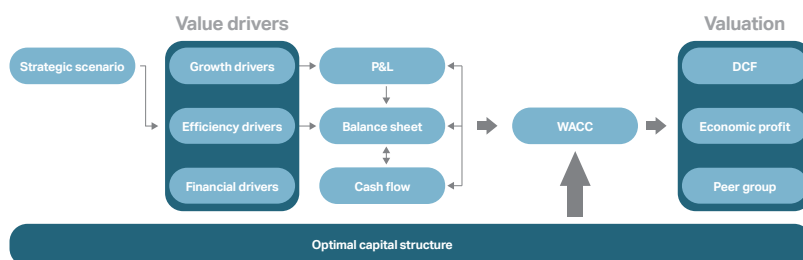 Value drivers
Valuation
Strategic scenario
Growth drivers
P&L
DCF
Efficiency drivers
Balance sheet
WACC
Economic profit
Financial drivers
Cash flow
Peer group
Optimal capital structure